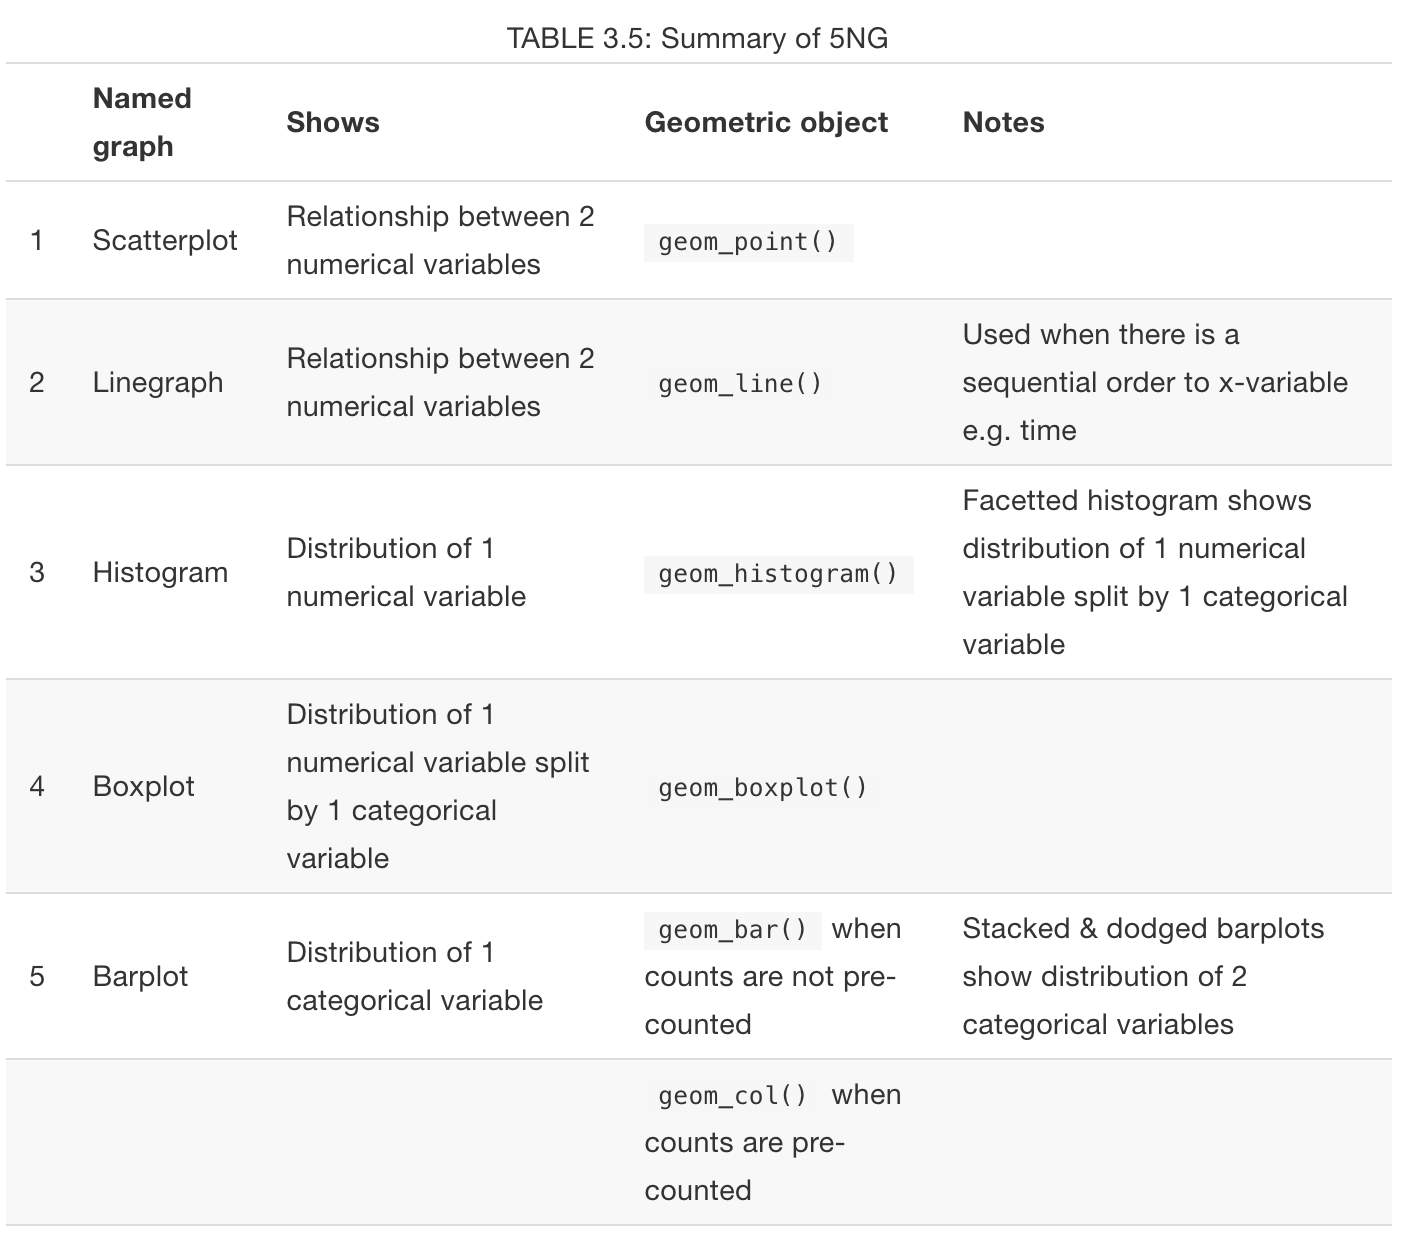 TABLE 3.5: Summary of 5NG
Named
graph
Shows
Geometric object
Notes
1
Scatterplot
Relationship between 2
numerical variables
geom_point()
2
Linegraph
Relationship between 2
numerical variables
geom_line()
Used when there is a
sequential order to x-variable
e.g. time
3
Histogram
Distribution of 1
numerical variable
geom_histogram()
Facetted histogram shows
distribution of 1 numerical
variable split by 1 categorical
variable
4
Boxplot
Distribution of 1
numerical variable split
by 1 categorical
variable
geom_boxplot()
5
Barplot
Distribution of 1
categorical variable
geom_bar() when
counts are not pre-
counted
Stacked & dodged barplots
show distribution of 2
categorical variables
geom_col() when
counts are pre-
counted